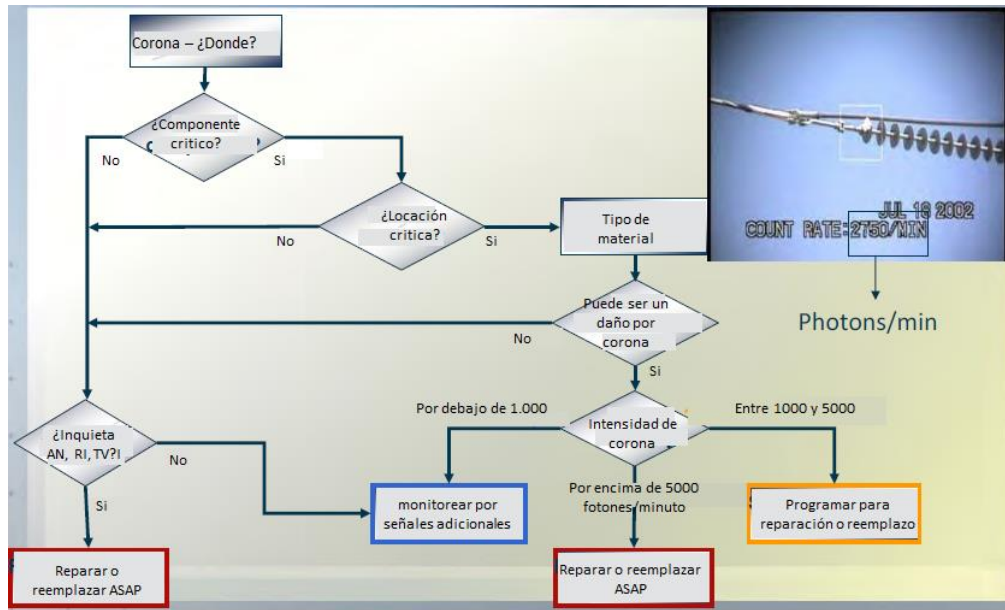 Corona – ¿Donde?
¿Componente
critico?
No
Si
¿Locación
critica?
No
Si
Tipo de
material
JUL 18 2002
COUNT RATE:2750/MIN
Photons/min
Puede ser un
daño por
corona
No
Si
Por debajo de 1.000
Intensidad de
corona
Entre 1000 y 5000
¿Inquieta
AN, RI, TV?I
No
Si
monitorear por
señales adicionales
Por encima de 5000
fotones/minuto
Programar para
reparación o reemplazo
Reparar o
reemplazar ASAP
Reparar o reemplazar
ASAP